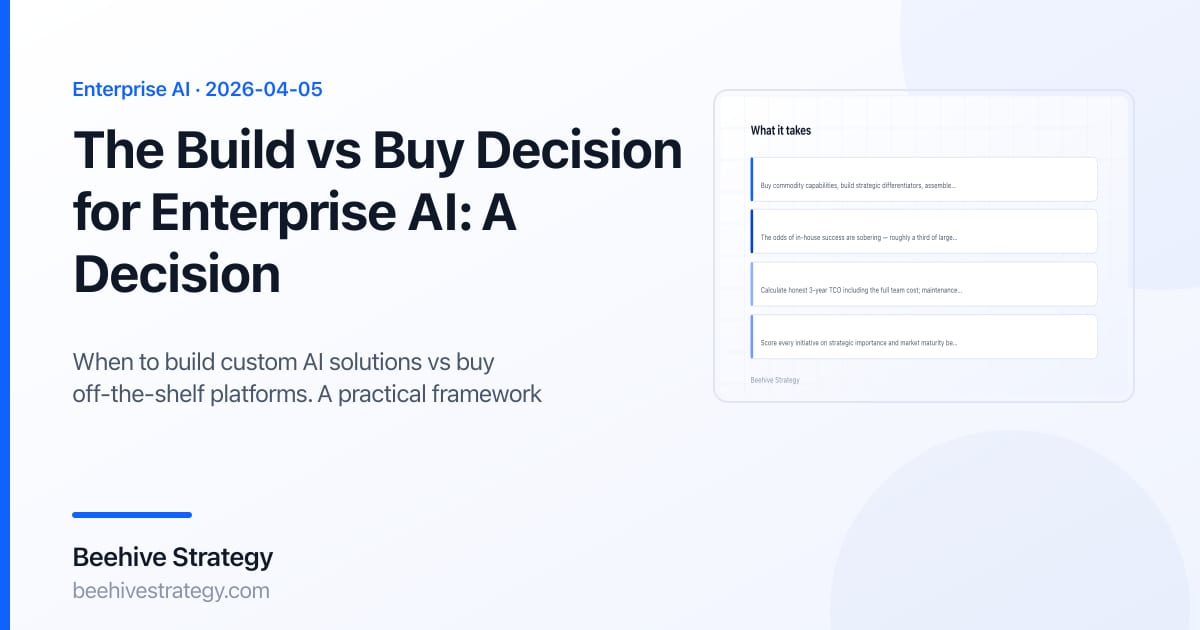 Enterprise AI · 2026-04-05
The Build vs Buy Decision
for Enterprise AI: A
Decision
When to build custom AI solutions vs buy
off-the-shelf platforms. A practical framework
Beehive Strategy
beehivestrategy.com
What it takes
Buy commodity capabilities, build strategic differentiators, assemble...
The odds of in-house success are sobering — roughly a third of large...
Calculate honest 3-year TCO including the full team cost; maintenance...
Score every initiative on strategic importance and market maturity be...
Beehive Strategy